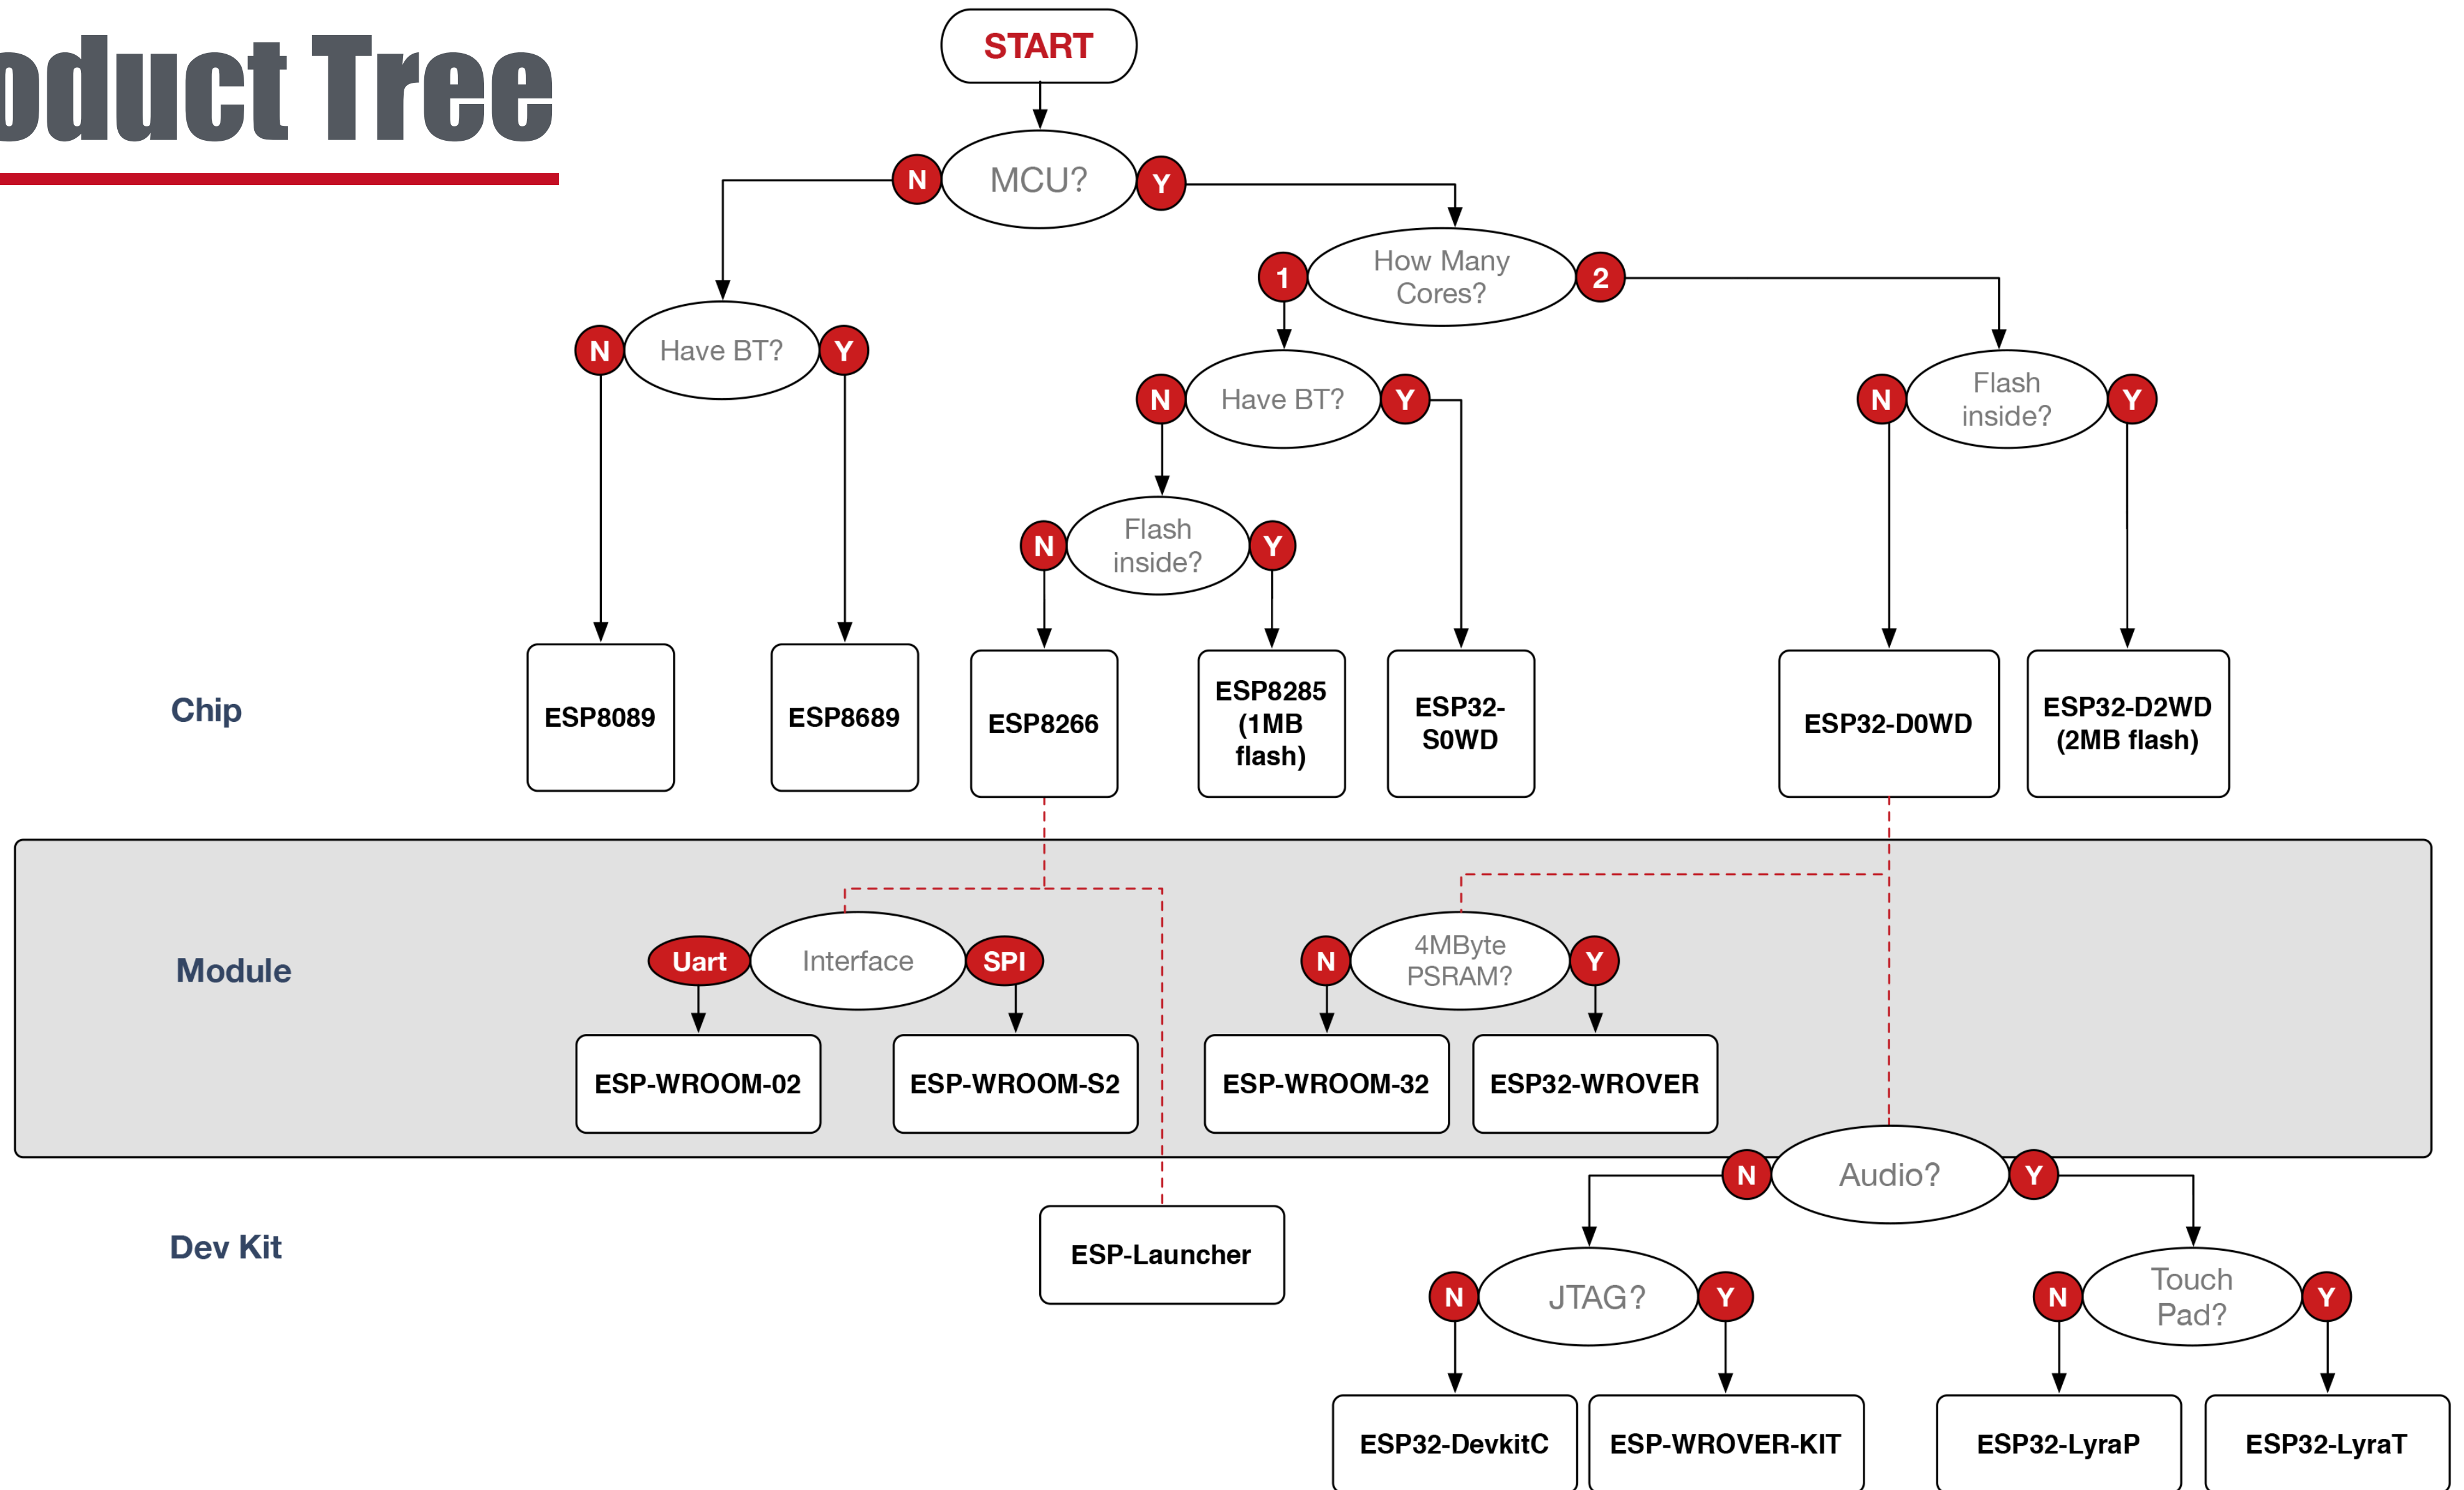 oduct Tree
START
N
MCU?
Y
1
How Many
Cores?
2
N
Have BT?
Y
N
Have BT?
Y
N
Flash
inside?
Y
N
Flash
inside?
Y
Chip
ESP8089
ESP8689
ESP8266
ESP8285
(1MB
flash)
ESP32-
S0WD
ESP32-D0WD
ESP32-D2WD
(2MB flash)
Module
Uart
Interface
SPI
N
4MByte
PSRAM?
Y
ESP-WROOM-02
ESP-WROOM-S2
ESP-WROOM-32
ESP32-WROVER
N
Audio?
Y
Dev Kit
ESP-Launcher
N
JTAG?
Y
N
Touch
Pad?
Y
ESP32-DevkitC
ESP-WROVER-KIT
ESP32-LyraP
ESP32-LyraT